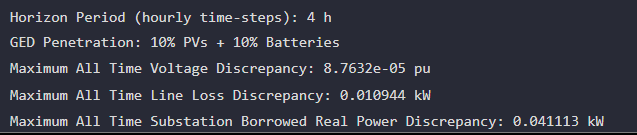 Horizon Period (hourly time-steps): 4 h
GED Penetration: 10% PVs + 10% Batteries
Maximum All Time Voltage Discrepancy: 8.7632e-05 pu
Maximum All Time Line Loss Discrepancy: 0.010944 kW
Maximum All Time Substation Borrowed Real Power Discrepancy: 0.041113 kW